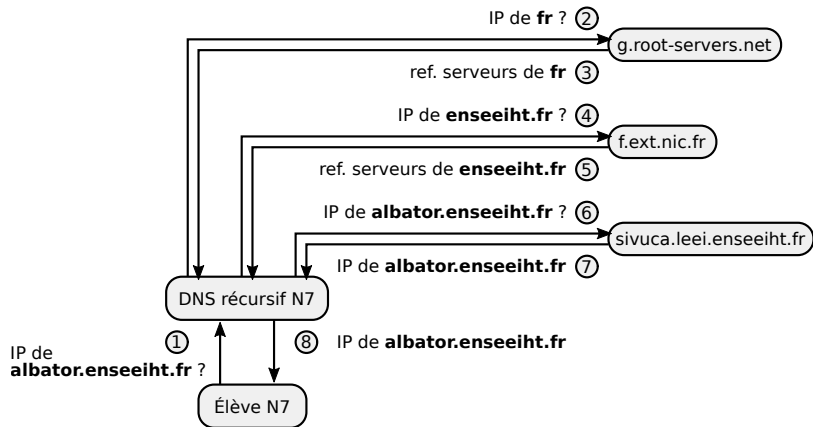 IP de fr ? 2
g.root-servers.net
ref. serveurs de fr 3
IP de enseeiht.fr ? 4
f.ext.nic.fr
ref. serveurs de enseeiht.fr 5
IP de albator.enseeiht.fr ? 6
sivuca.leei.enseeiht.fr
IP de albator.enseeiht.fr 7
DNS récursif N7
1
8 IP de albator.enseeiht.fr
IP de
albator.enseeiht.fr ?
Élève N7